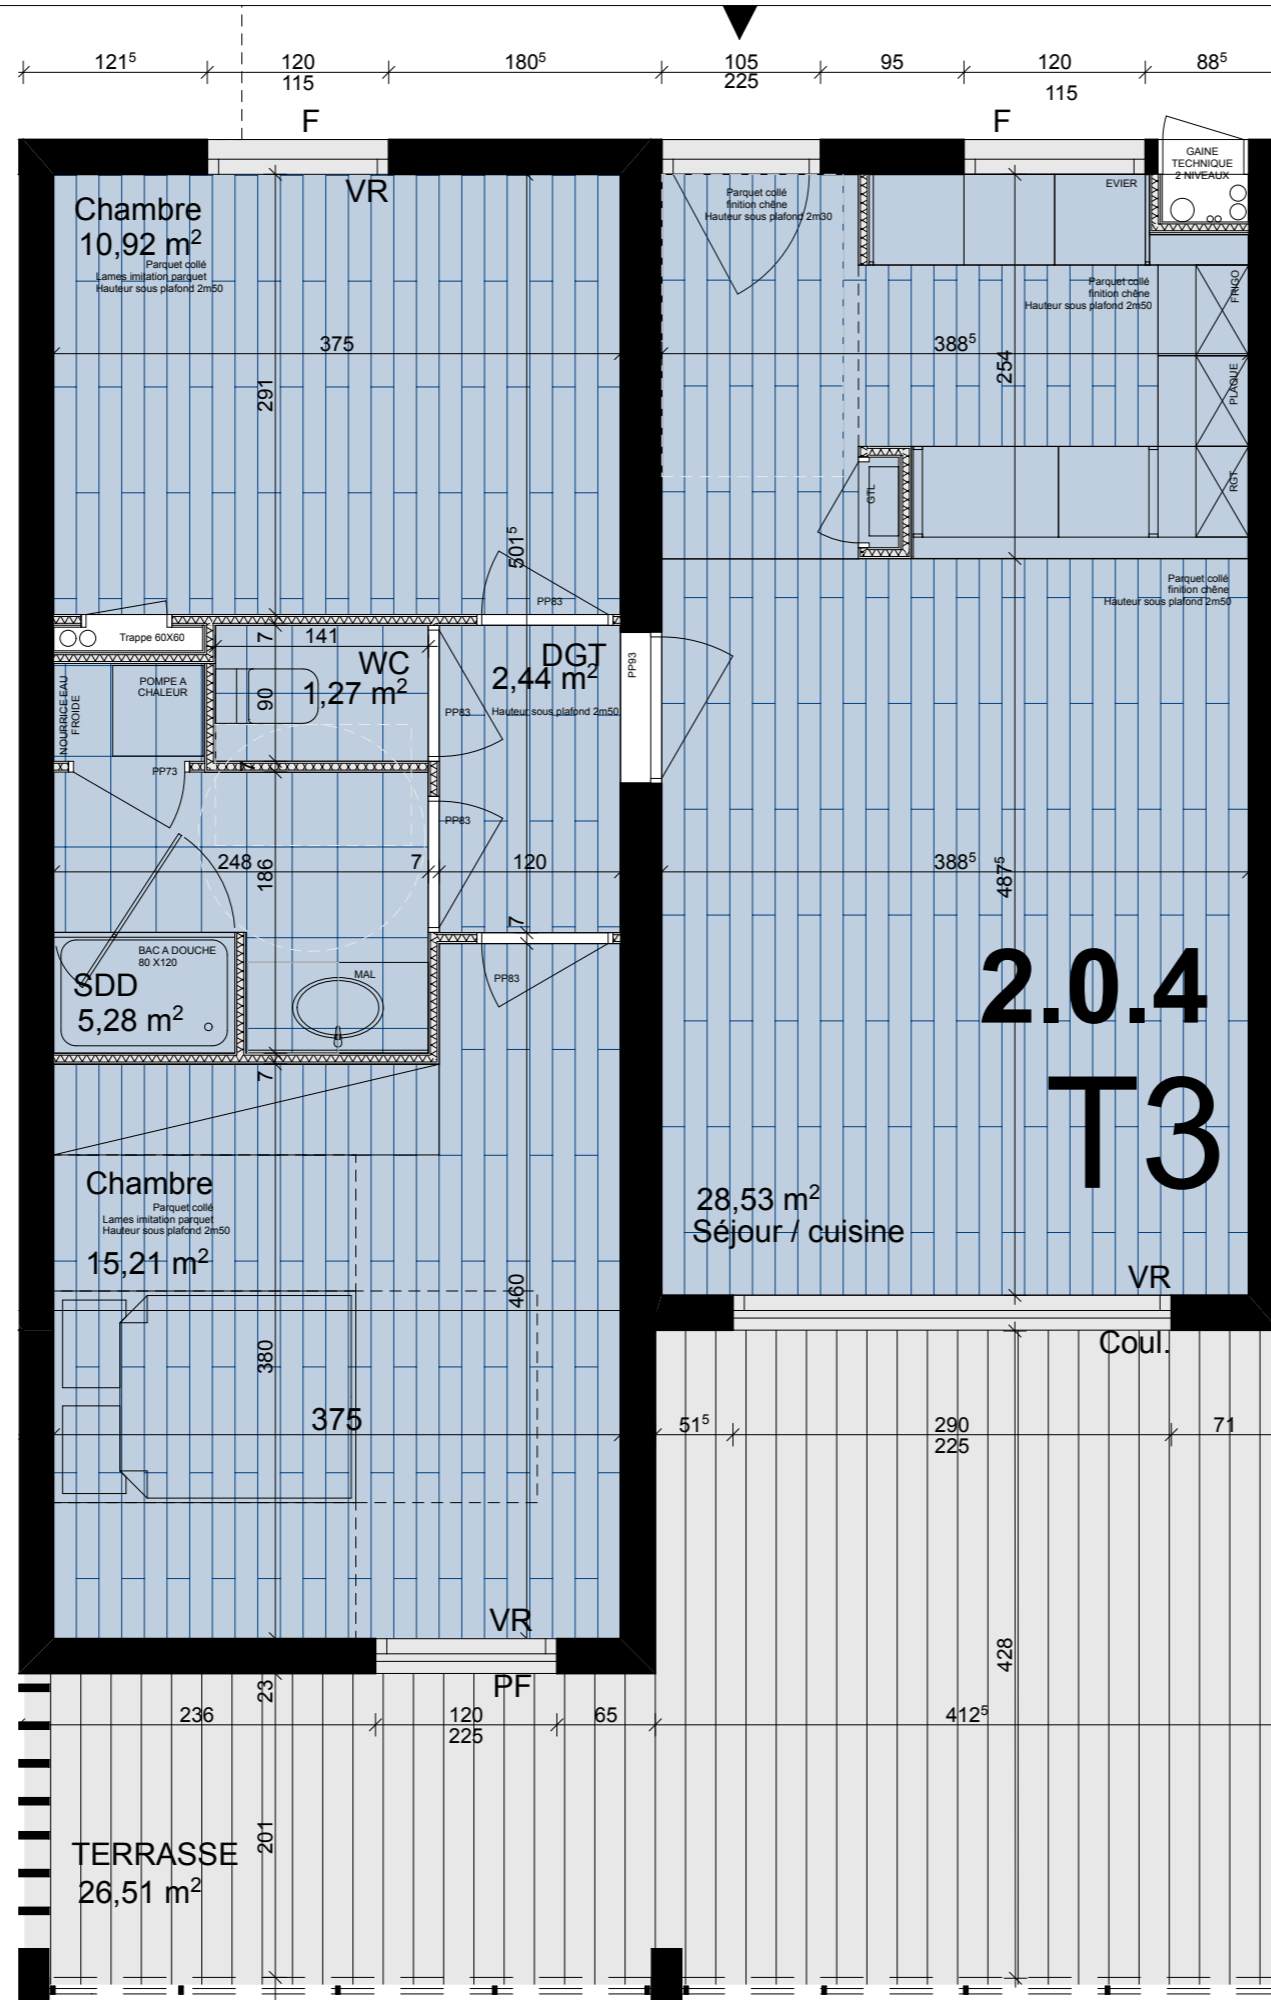 121⁵ 120 180⁵ 105 95 120 88⁵
115 225 115
F F
VR
GAINE
TECHNIQUE
2 NIVEAUX
EVIER
Chambre
10,92 m²
Parquet collé
Lames imitation parquet
Hauteur sous plafond 2m50
Parquet collé
finition chêne
Hauteur sous plafond 2m30
Parquet collé
finition chêne
Hauteur sous plafond 2m50
FRIGO
375
388⁵
291
254
PLAQUE
RGT
GTL
501⁵
Parquet collé
finition chêne
Hauteur sous plafond 2m50
PP83
Trappe 60X60
7
141
WC
1,27 m²
DGT
2,44 m²
Hauteur sous plafond 2m50
PP93
POMPE A
CHALEUR
NOURRICE EAU
FROIDE
90
PP83
7
PP73
PP83
248
186
7
120
388⁵
487⁵
7
BAC A DOUCHE
80 X120
SDD
5,28 m²
MAL
PP83
2.0.4
T3
7
Chambre
Parquet collé
Lames imitation parquet
Hauteur sous plafond 2m50
15,21 m²
28,53 m²
Séjour / cuisine
VR
460
380
Coul.
375
51⁵ 290 71
225
VR
PF
428
23
236 120 65 412⁵
225
201
TERRASSE
26,51 m²